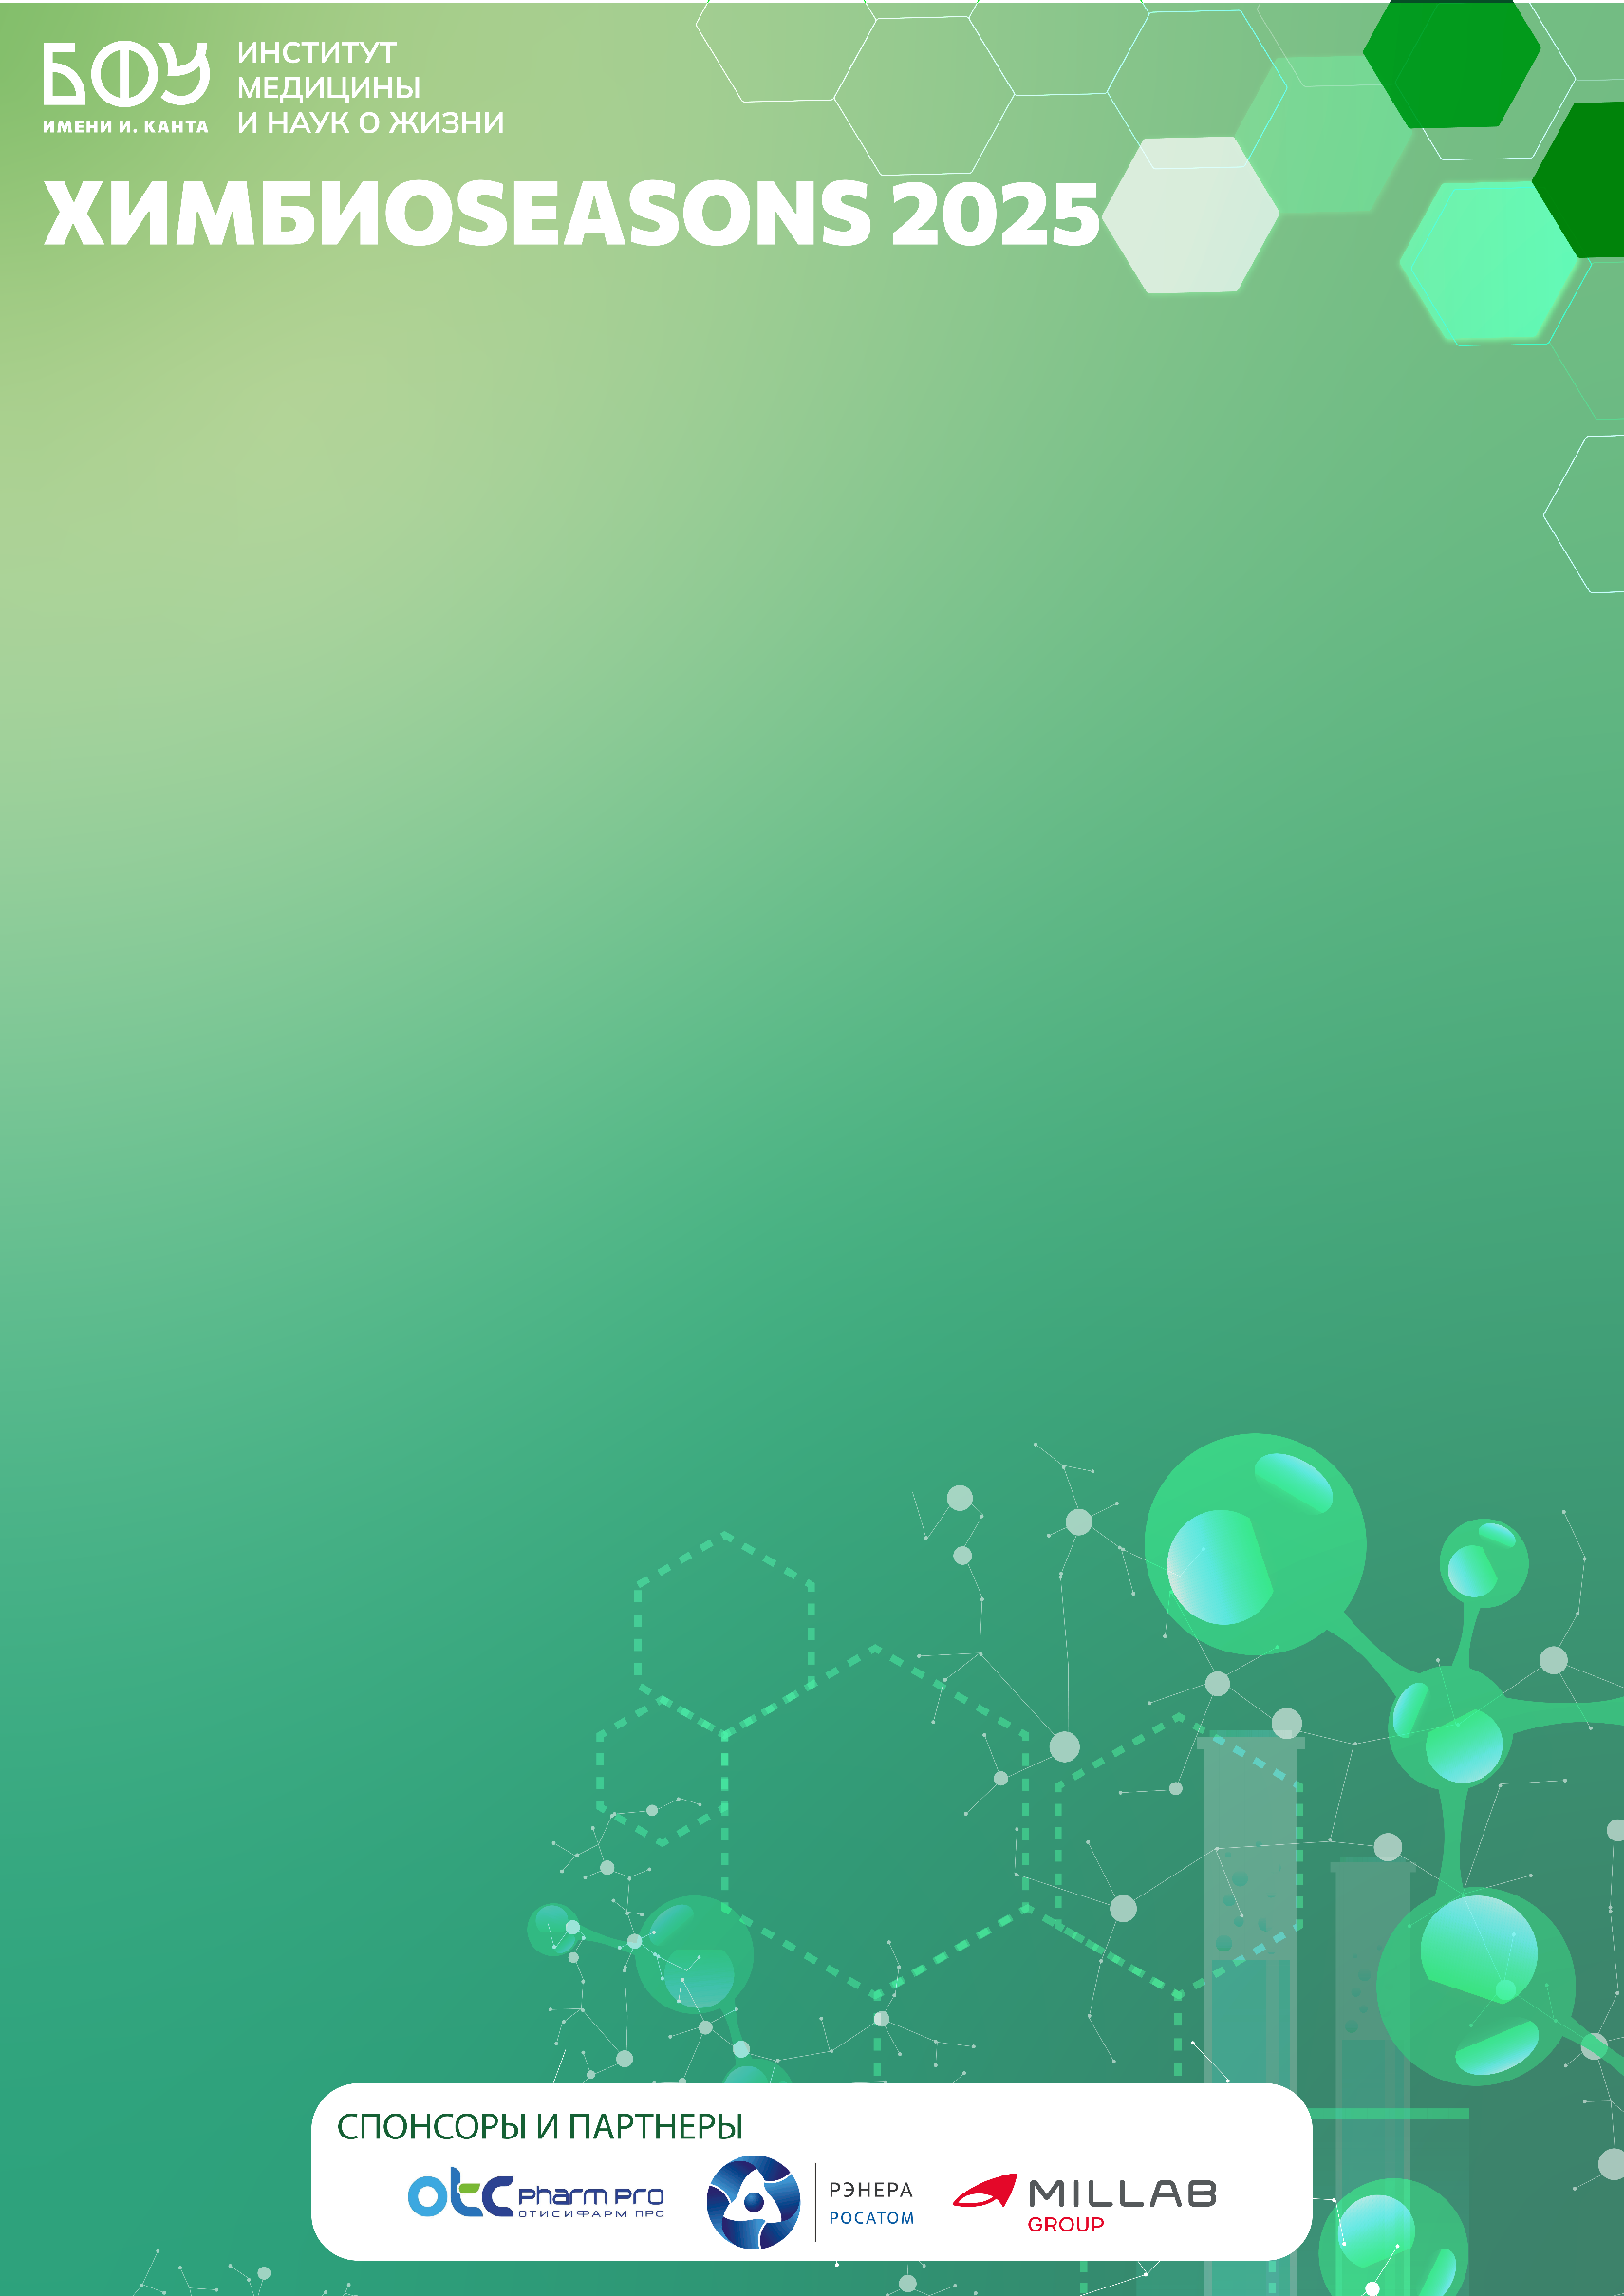 БФУ
ИМЕНИ И. КАНТА
ИНСТИТУТ
МЕДИЦИНЫ
И НАУК О ЖИЗНИ
ХИМБИОSEASONS 2025
СПОНСОРЫ И ПАРТНЕРЫ
otc Pharm Pro
ОТИСИФАРМ ПРО
РЭНЕРА
РОСАТОМ
MILLAB
GROUP